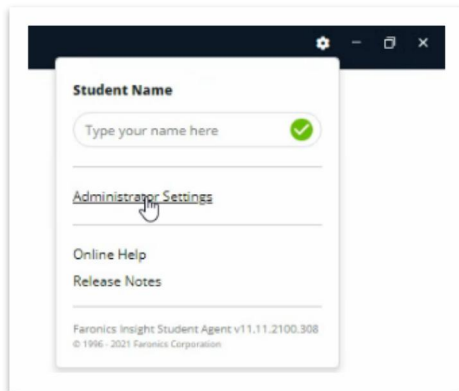 Student Name
Type your name here
Administrator Settings
Online Help
Release Notes
Faronics Insight Student Agent v11.11.2100.308
© 1996 - 2021 Faronics Corporation